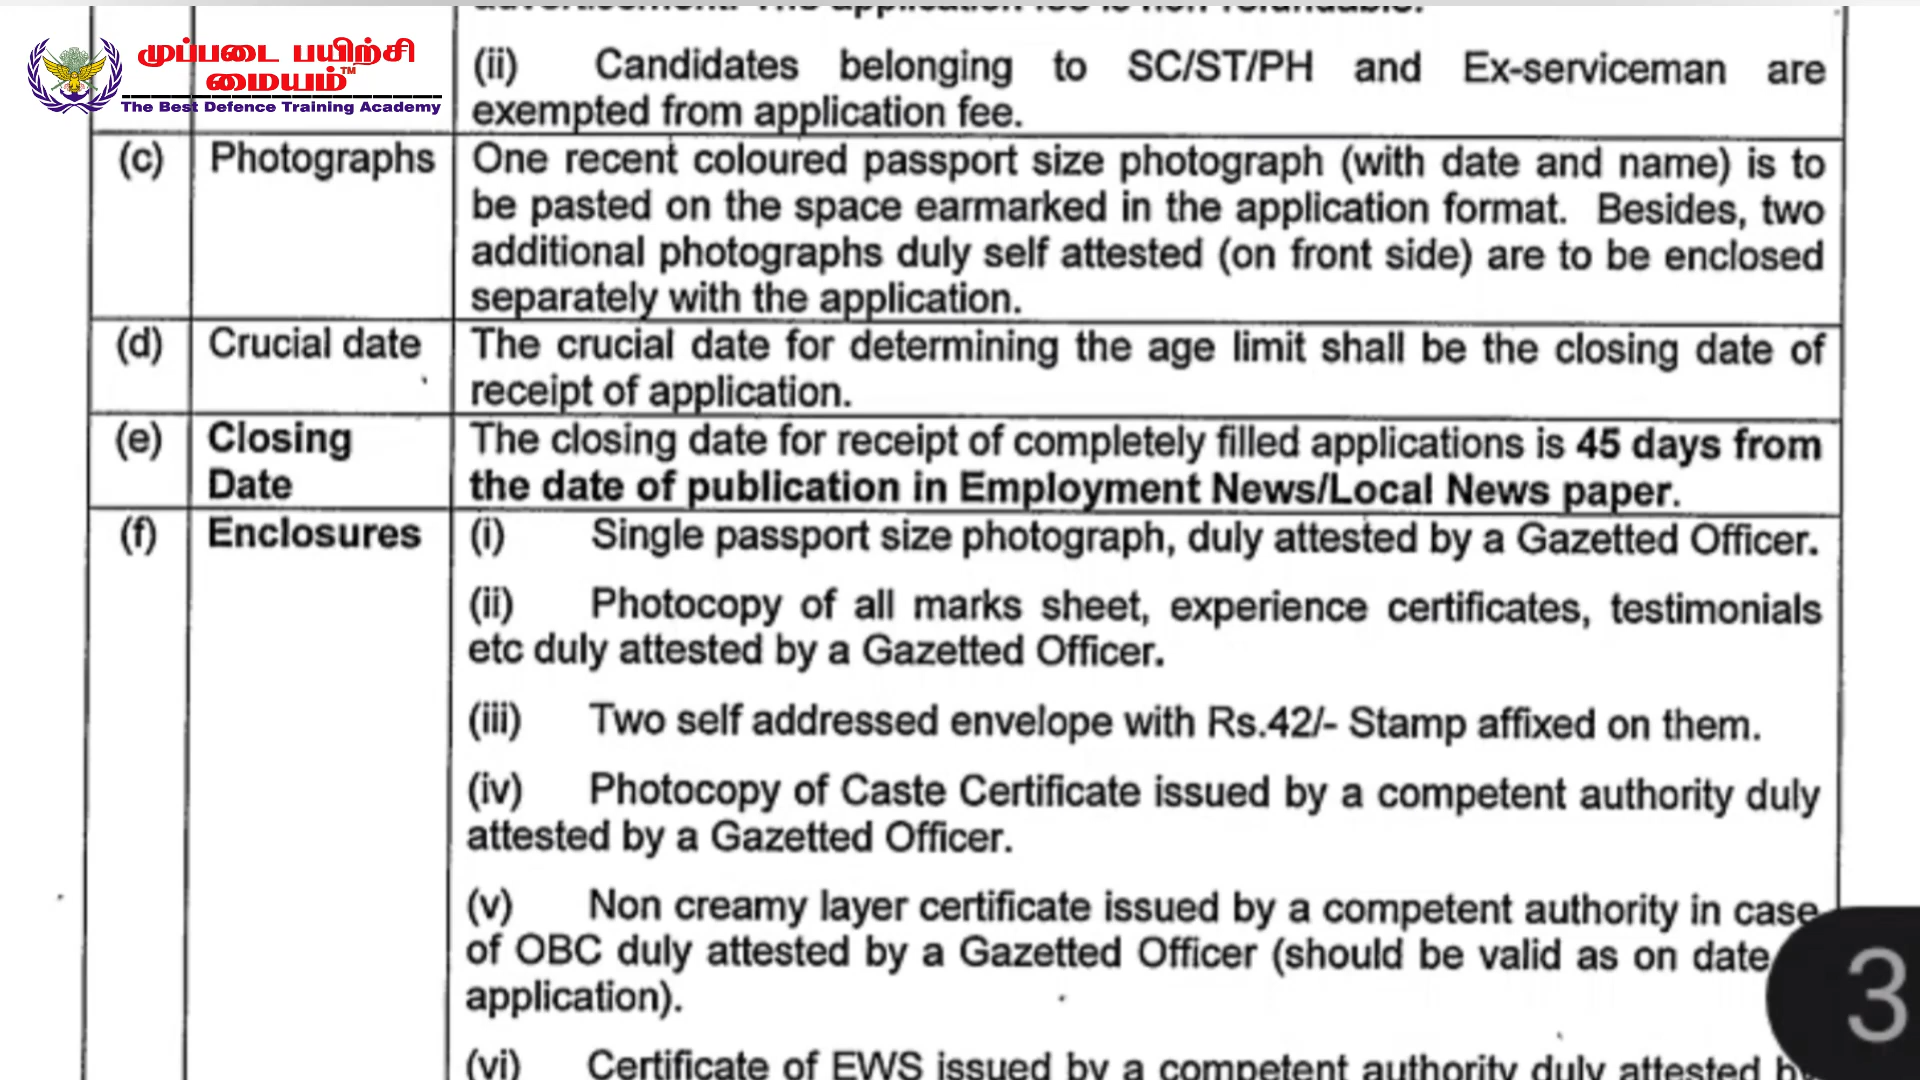 advertisement. The application fee is non refundable.
முப்படை பயிற்சி
மையம்™
The Best Defence Training Academy
(ii) Candidates belonging to SC/ST/PH and Ex-serviceman are
exempted from application fee.
(c) Photographs One recent coloured passport size photograph (with date and name) is to
be pasted on the space earmarked in the application format. Besides, two
additional photographs duly self attested (on front side) are to be enclosed
separately with the application.
(d) Crucial date The crucial date for determining the age limit shall be the closing date of
receipt of application.
(e) Closing The closing date for receipt of completely filled applications is 45 days from
Date the date of publication in Employment News/Local News paper.
(f) Enclosures (i) Single passport size photograph, duly attested by a Gazetted Officer.
(ii) Photocopy of all marks sheet, experience certificates, testimonials
etc duly attested by a Gazetted Officer.
(iii) Two self addressed envelope with Rs.42/- Stamp affixed on them.
(iv) Photocopy of Caste Certificate issued by a competent authority duly
attested by a Gazetted Officer.
(v) Non creamy layer certificate issued by a competent authority in case
of OBC duly attested by a Gazetted Officer (should be valid as on date
application).
3
(vi) Certificate of EWS issued by a competent authority duly attested